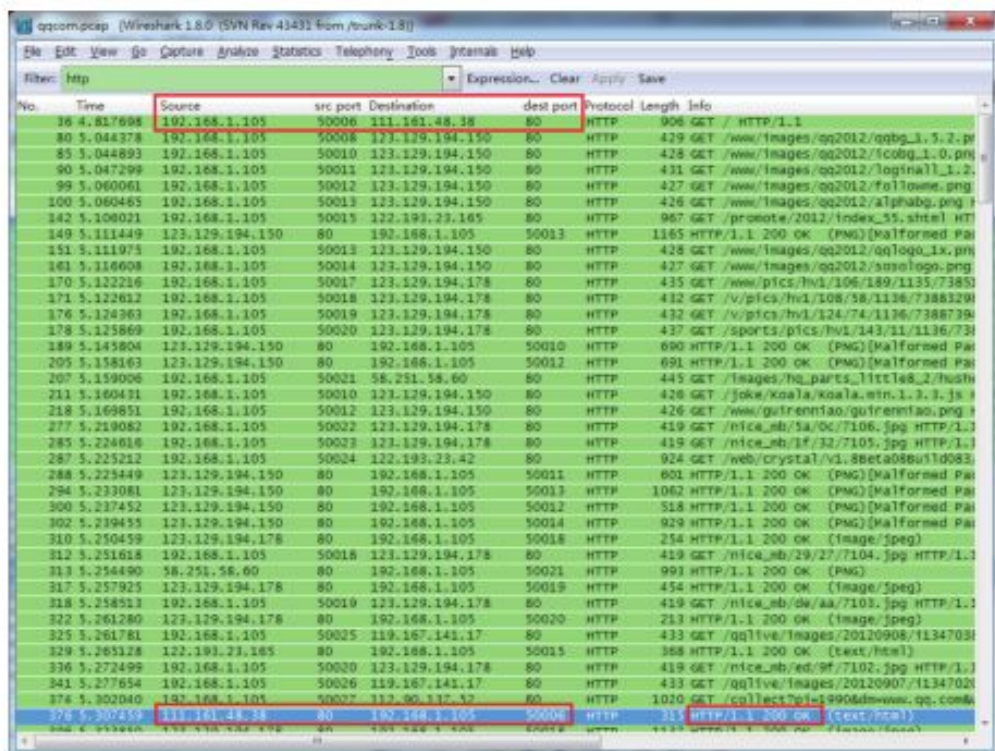 qqcom.pcap [Wireshark 1.8.0 (SVN Rev 43431 from /trunk-1.8)]
File Edit View Go Capture Analyze Statistics Telephony Tools Internals Help
Filter: http Expression... Clear Apply Save
No. Time Source src port Destination dest port Protocol Length Info
36 4.817698 192.168.1.105 50006 111.161.48.38 80 HTTP 906 GET / HTTP/1.1
80 5.044378 192.168.1.105 50008 123.129.194.150 80 HTTP 429 GET /www/images/qq2012/qqbg_1.5.2.pn
85 5.044893 192.168.1.105 50010 123.129.194.150 80 HTTP 428 GET /www/images/qq2012/icobg_1.0.png
90 5.047299 192.168.1.105 50011 123.129.194.150 80 HTTP 431 GET /www/images/qq2012/loginall_1.2.
99 5.060061 192.168.1.105 50012 123.129.194.150 80 HTTP 427 GET /www/images/qq2012/followme.png
100 5.060465 192.168.1.105 50013 123.129.194.150 80 HTTP 426 GET /www/images/qq2012/alphabg.png H
142 5.106021 192.168.1.105 50015 122.193.23.165 80 HTTP 967 GET /promote/2012/index_55.shtml HTT
149 5.111449 123.129.194.150 80 192.168.1.105 50013 HTTP 1165 HTTP/1.1 200 OK (PNG)[Malformed Pac
151 5.111975 192.168.1.105 50013 123.129.194.150 80 HTTP 428 GET /www/images/qq2012/qqlogo_1x.png
161 5.116608 192.168.1.105 50014 123.129.194.150 80 HTTP 427 GET /www/images/qq2012/sosologo.png
170 5.122216 192.168.1.105 50017 123.129.194.178 80 HTTP 435 GET /www/pics/hv1/106/189/1135/73851
171 5.122612 192.168.1.105 50018 123.129.194.178 80 HTTP 432 GET /v/pics/hv1/108/58/1136/73883298
176 5.124363 192.168.1.105 50019 123.129.194.178 80 HTTP 432 GET /v/pics/hv1/124/74/1136/73887394
178 5.125869 192.168.1.105 50020 123.129.194.178 80 HTTP 437 GET /sports/pics/hv1/143/11/1136/738
189 5.145804 123.129.194.150 80 192.168.1.105 50010 HTTP 690 HTTP/1.1 200 OK (PNG)[Malformed Pac
205 5.158163 123.129.194.150 80 192.168.1.105 50012 HTTP 691 HTTP/1.1 200 OK (PNG)[Malformed Pac
207 5.159006 192.168.1.105 50021 58.251.58.60 80 HTTP 445 GET /images/hq_parts_little8_2/hushe
211 5.160431 192.168.1.105 50010 123.129.194.150 80 HTTP 426 GET /joke/Koala/Koala.min.1.3.3.js H
218 5.169851 192.168.1.105 50012 123.129.194.150 80 HTTP 426 GET /www/guirenniao/guirenniao.png H
277 5.219082 192.168.1.105 50022 123.129.194.178 80 HTTP 419 GET /nice_mb/5a/0c/7106.jpg HTTP/1.1
285 5.224616 192.168.1.105 50023 123.129.194.178 80 HTTP 419 GET /nice_mb/1f/32/7105.jpg HTTP/1.1
287 5.225212 192.168.1.105 50024 122.193.23.42 80 HTTP 924 GET /web/crystal/v1.8Beta08Build083.
288 5.225449 123.129.194.150 80 192.168.1.105 50011 HTTP 601 HTTP/1.1 200 OK (PNG)[Malformed Pac
294 5.233081 123.129.194.150 80 192.168.1.105 50013 HTTP 1062 HTTP/1.1 200 OK (PNG)[Malformed Pac
300 5.237452 123.129.194.150 80 192.168.1.105 50012 HTTP 518 HTTP/1.1 200 OK (PNG)[Malformed Pac
302 5.239455 123.129.194.150 80 192.168.1.105 50014 HTTP 929 HTTP/1.1 200 OK (PNG)[Malformed Pac
310 5.250459 123.129.194.178 80 192.168.1.105 50018 HTTP 254 HTTP/1.1 200 OK (image/jpeg)
312 5.251618 192.168.1.105 50018 123.129.194.178 80 HTTP 419 GET /nice_mb/29/27/7104.jpg HTTP/1.1
313 5.254490 58.251.58.60 80 192.168.1.105 50021 HTTP 993 HTTP/1.1 200 OK (PNG)
317 5.257925 123.129.194.178 80 192.168.1.105 50019 HTTP 454 HTTP/1.1 200 OK (image/jpeg)
318 5.258513 192.168.1.105 50019 123.129.194.178 80 HTTP 419 GET /nice_mb/de/aa/7103.jpg HTTP/1.1
322 5.261280 123.129.194.178 80 192.168.1.105 50020 HTTP 213 HTTP/1.1 200 OK (image/jpeg)
325 5.261781 192.168.1.105 50025 119.167.141.17 80 HTTP 433 GET /qqlive/images/20120908/i1347038
329 5.265128 122.193.23.165 80 192.168.1.105 50015 HTTP 368 HTTP/1.1 200 OK (text/html)
336 5.272499 192.168.1.105 50020 123.129.194.178 80 HTTP 419 GET /nice_mb/ed/9f/7102.jpg HTTP/1.1
341 5.277654 192.168.1.105 50026 119.167.141.17 80 HTTP 433 GET /qqlive/images/20120907/i1347020
374 5.302040 192.168.1.105 50027 112.90.137.52 80 HTTP 1020 GET /collect?pi=1990&dm=www.qq.com&u
376 5.307459 111.161.48.38 80 192.168.1.105 50006 HTTP 315 HTTP/1.1 200 OK (text/html)